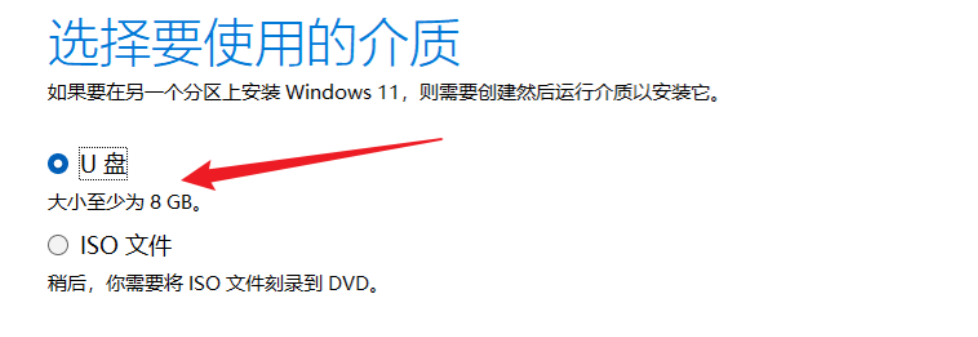 选择要使用的介质
如果要在另一个分区上安装 Windows 11，则需要创建然后运行介质以安装它。
U 盘
大小至少为 8 GB。
ISO 文件
稍后，你需要将 ISO 文件刻录到 DVD。